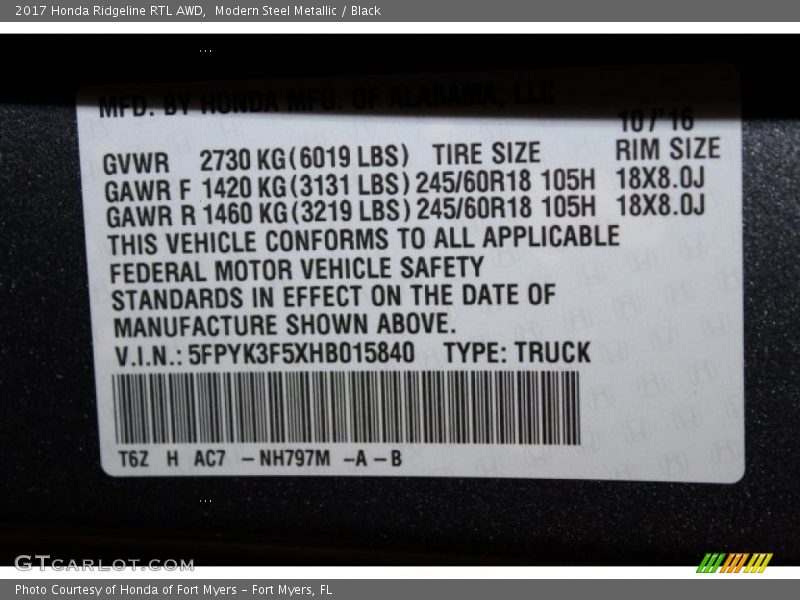 2017 Honda Ridgeline RTL AWD,  Modern Steel Metallic / Black
MFD. BY HONDA MFG. OF ALABAMA, LLC
10/'16
GVWR 2730 KG(6019 LBS) TIRE SIZE RIM SIZE
GAWR F 1420 KG(3131 LBS) 245/60R18 105H 18X8.0J
GAWR R 1460 KG(3219 LBS) 245/60R18 105H 18X8.0J
THIS VEHICLE CONFORMS TO ALL APPLICABLE
FEDERAL MOTOR VEHICLE SAFETY
STANDARDS IN EFFECT ON THE DATE OF
MANUFACTURE SHOWN ABOVE.
V.I.N.: 5FPYK3F5XHB015840 TYPE: TRUCK
T6Z H AC7 -NH797M -A-B
GTCARLOT.COM
Photo Courtesy of Honda of Fort Myers - Fort Myers, FL